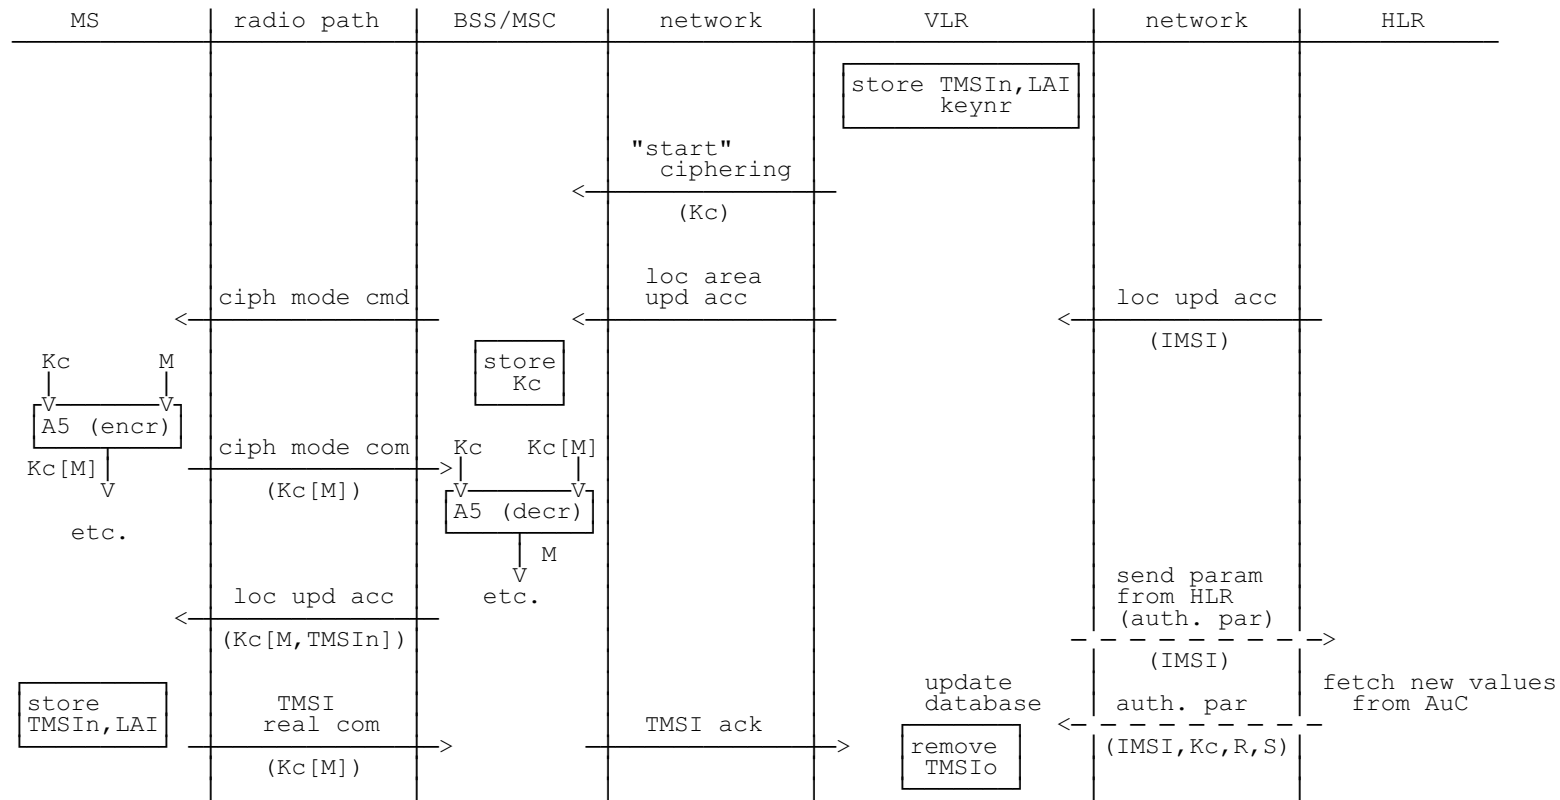 MS radio path BSS/MSC network VLR network HLR
store TMSIn,LAI
keynr
"start"
ciphering
(Kc)
loc area
ciph mode cmd upd acc loc upd acc
(IMSI)
Kc M store
Kc
A5 (encr)
ciph mode com Kc Kc[M]
Kc[M]
(Kc[M])
A5 (decr)
etc.
M
send param
loc upd acc etc. from HLR
(auth. par)
(Kc[M,TMSIn])
(IMSI)
update fetch new values
store TMSI database auth. par from AuC
TMSIn,LAI real com TMSI ack
remove (IMSI,Kc,R,S)
(Kc[M]) TMSIo